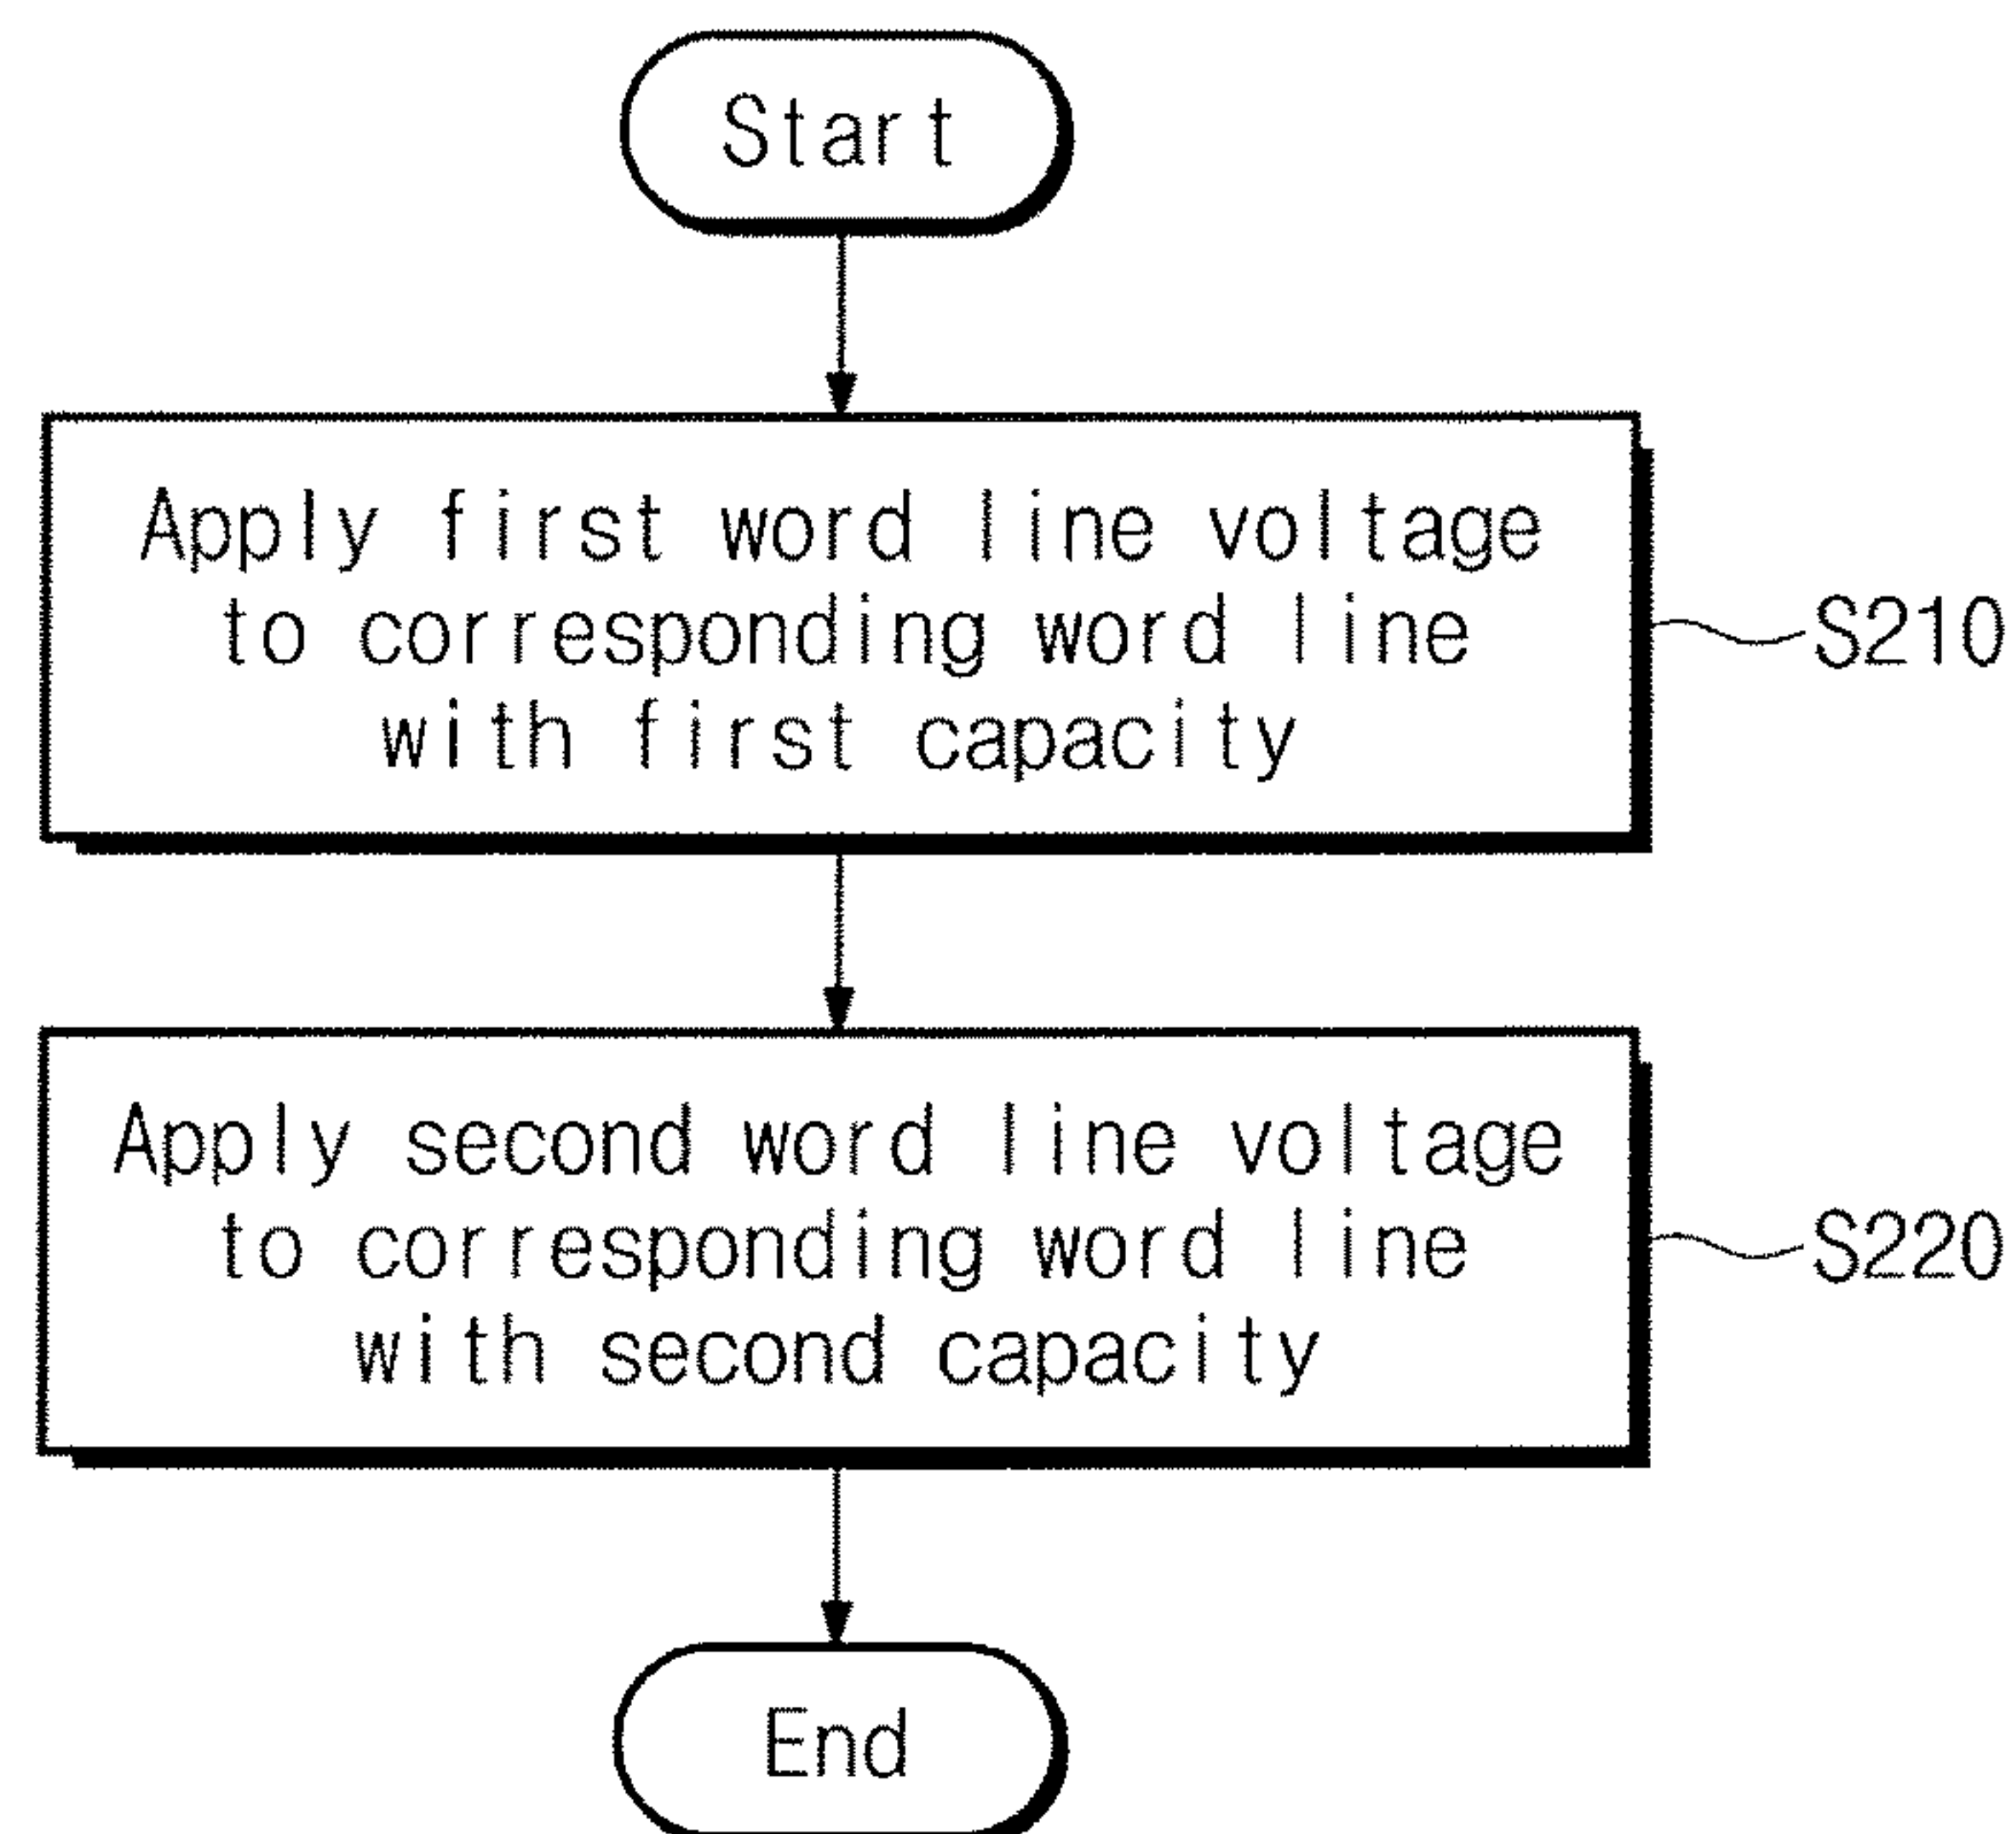 Start
Apply first word line voltage
to corresponding word line
with first capacity
S210
Apply second word line voltage
to corresponding word line
with second capacity
S220
End